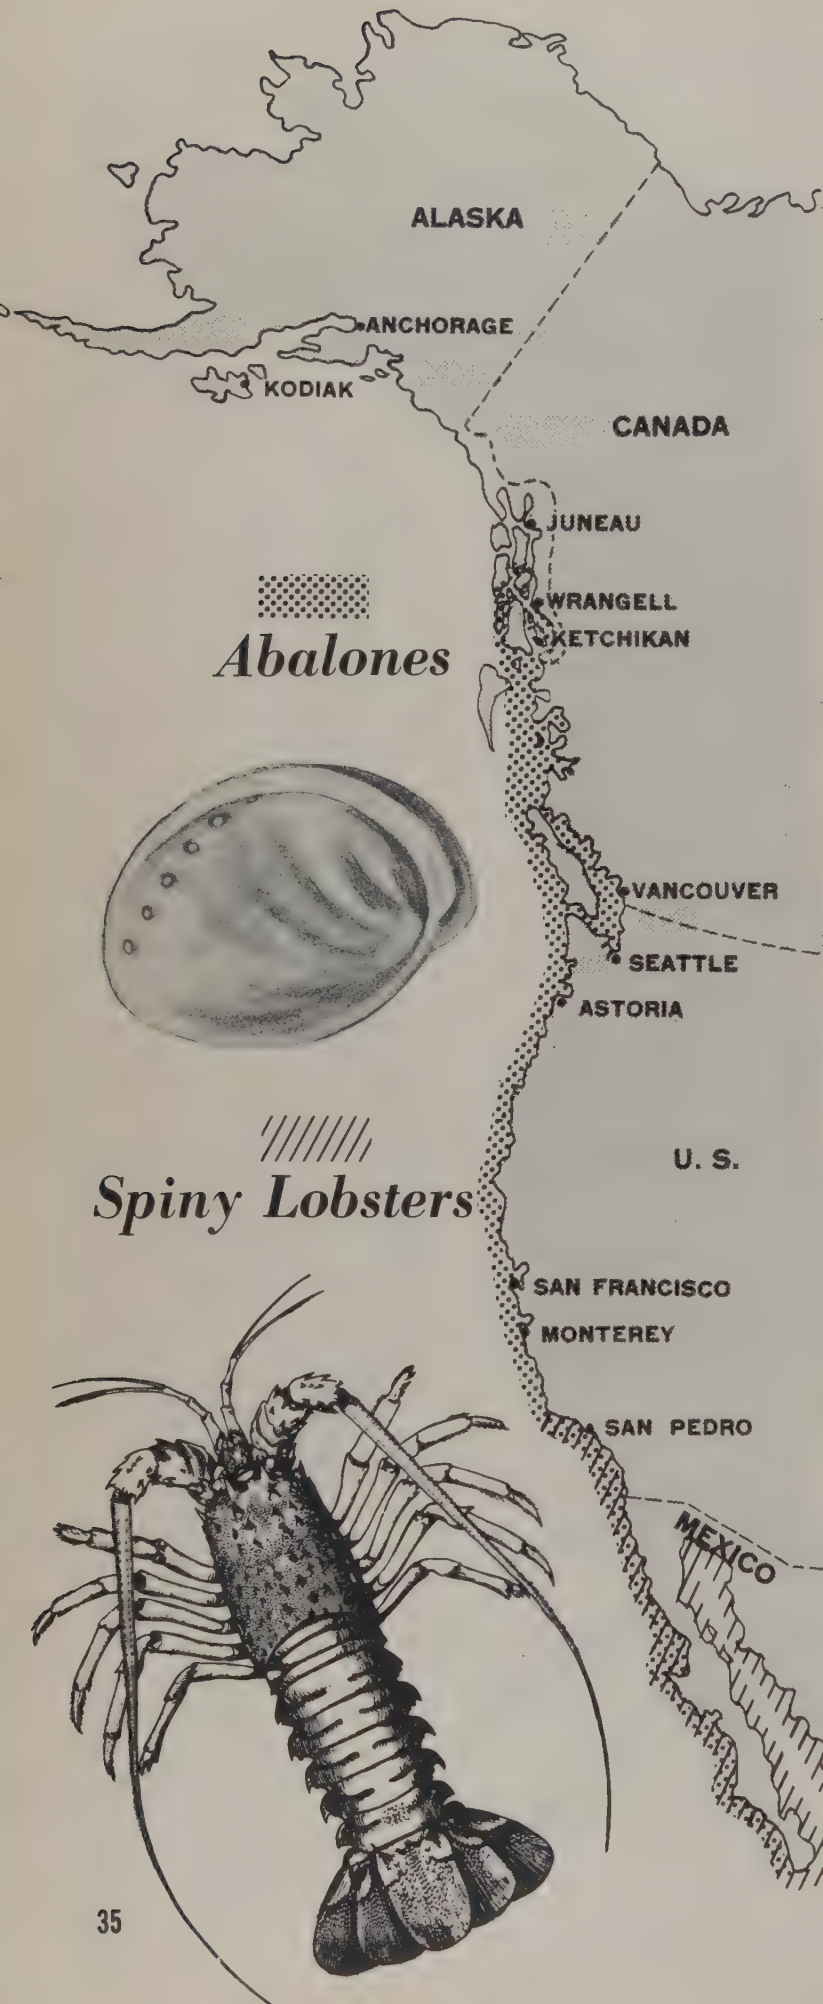 ALASKA
ANCHORAGE
KODIAK
CANADA
JUNEAU
WRANGELL
KETCHIKAN
Abalones
VANCOUVER
SEATTLE
ASTORIA
U. S.
Spiny Lobsters
SAN FRANCISCO
MONTEREY
SAN PEDRO
MEXICO
35